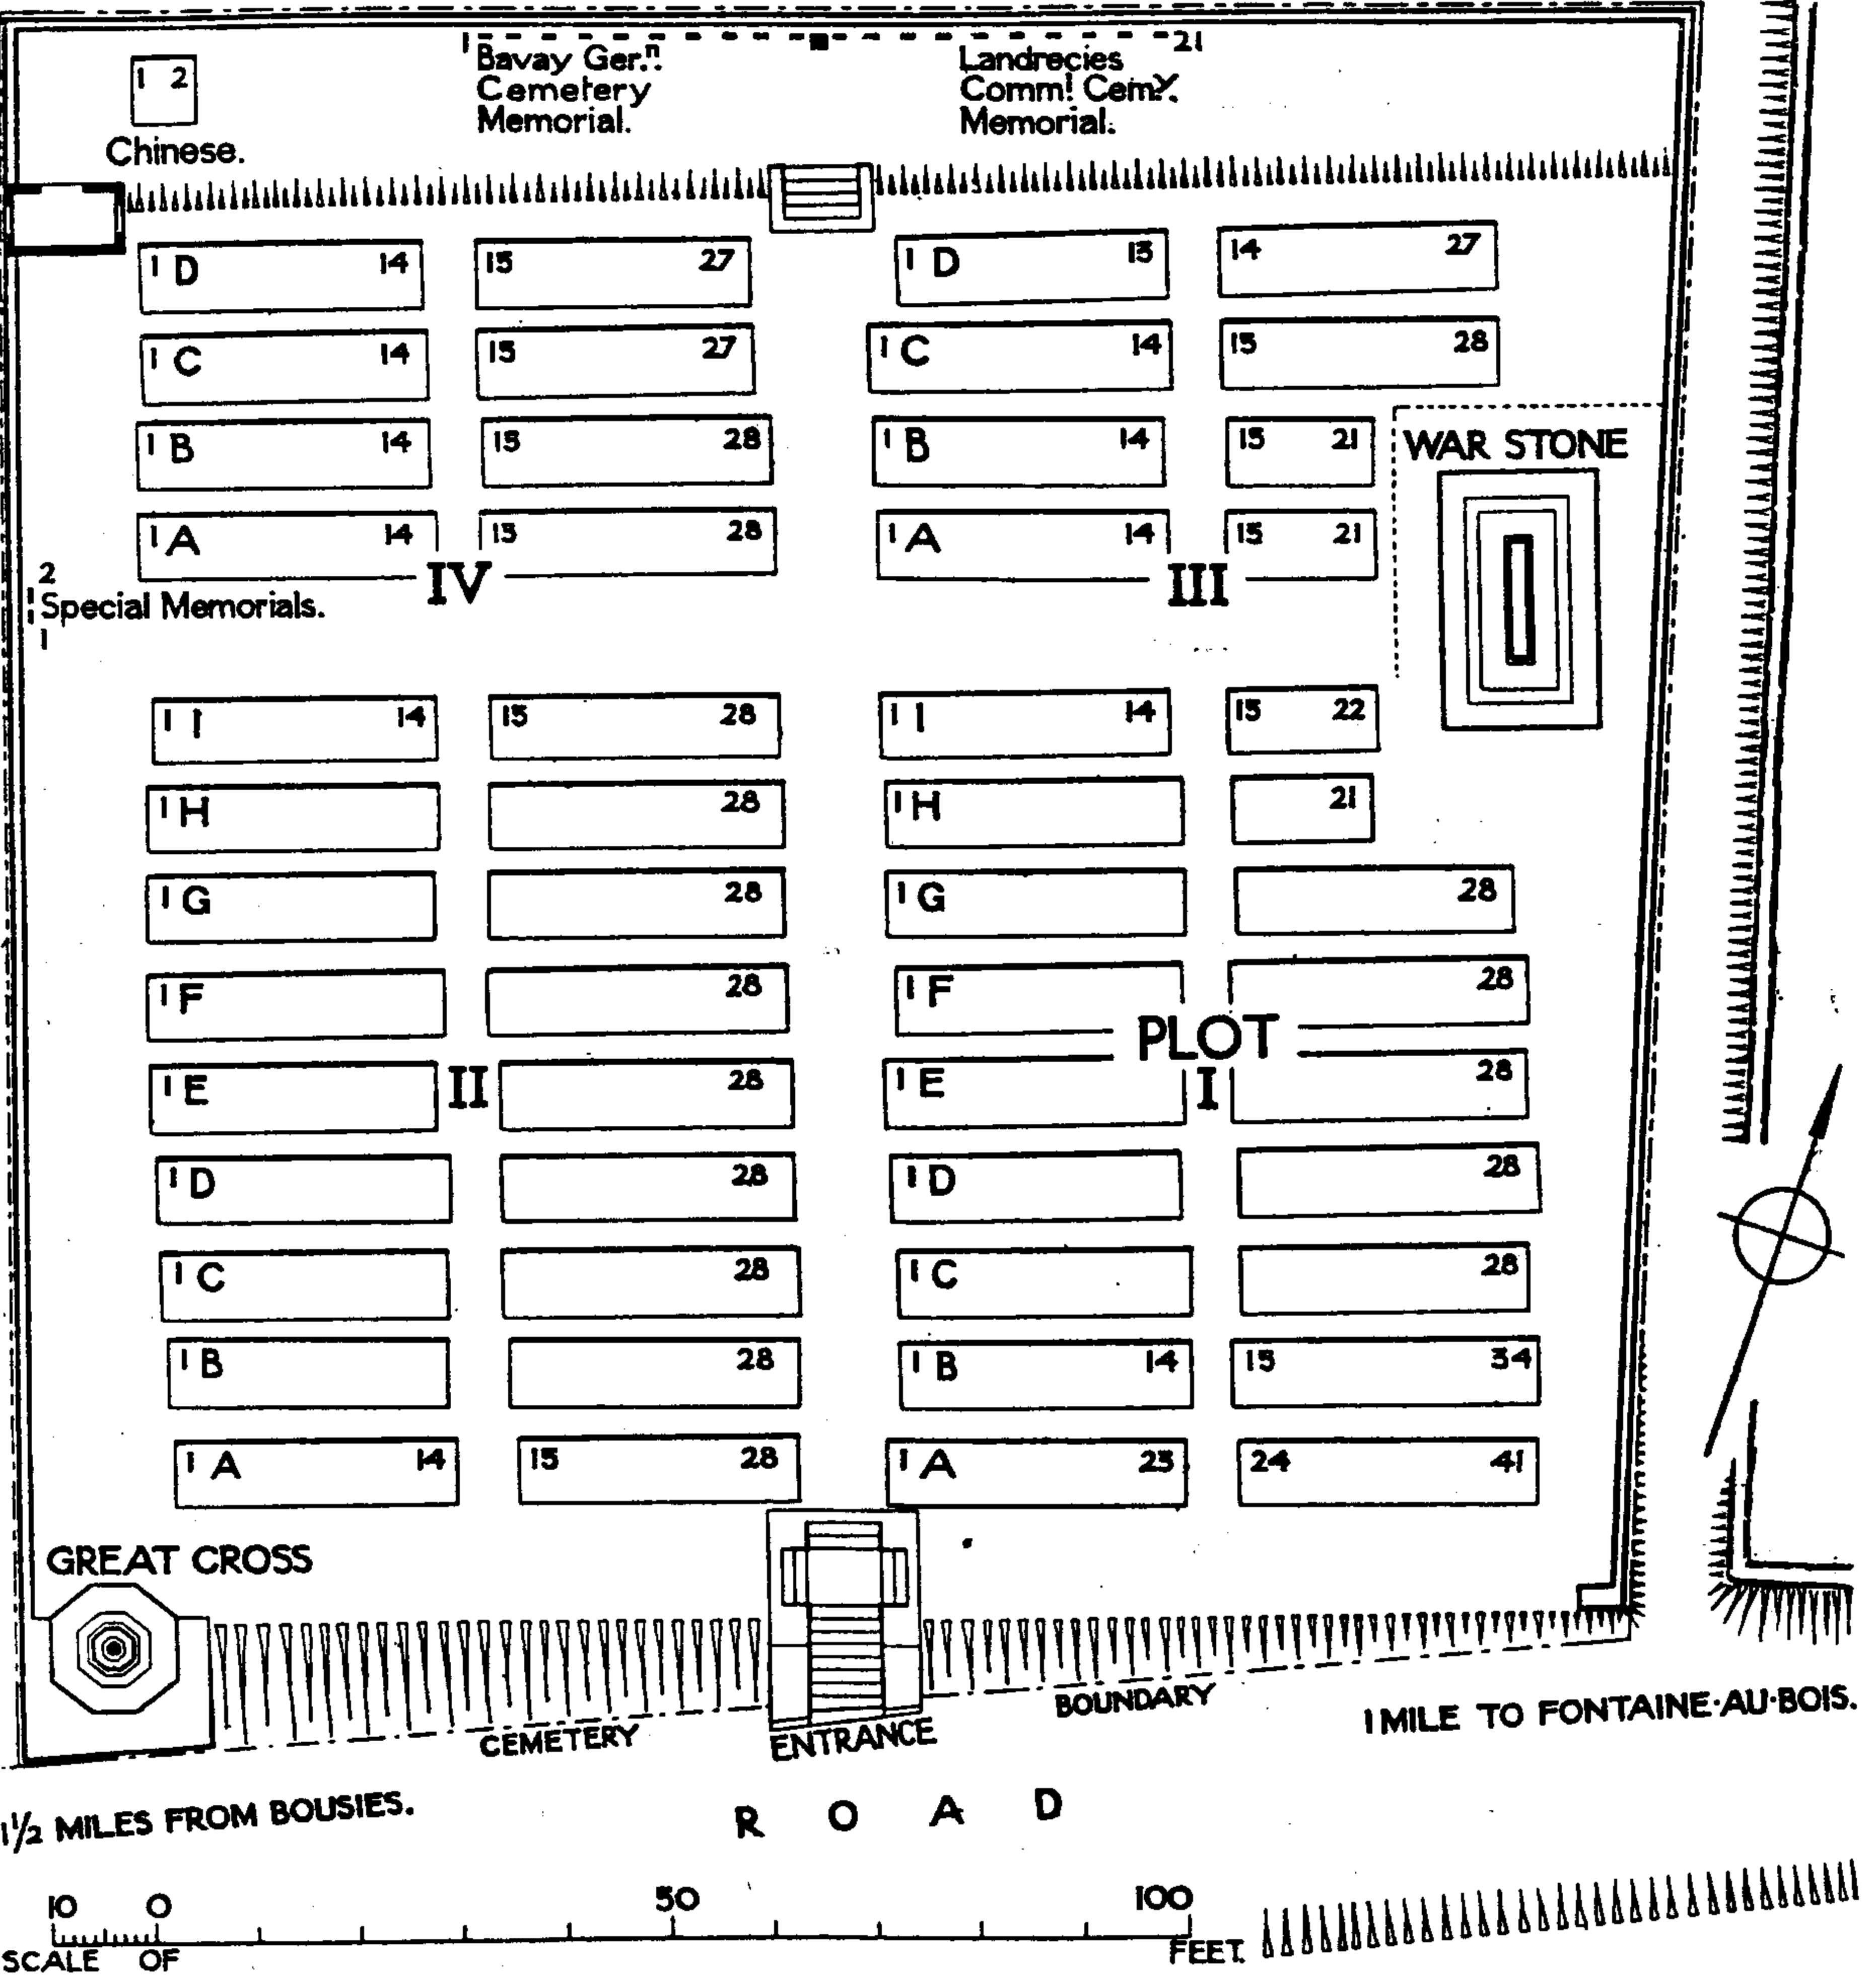 1 21
Bavay Ger.n
Cemetery
Memorial.
Landrecies
Comm! Cemy.
Memorial.
1 2
Chinese.
1 D 14 15 27 1 D 13 14 27
1 C 14 15 27 1 C 14 15 28
1 B 14 15 28 1 B 14 15 21
WAR STONE
1 A 14 15 28 1 A 14 15 21
IV III
2
Special Memorials.
1
1 I 14 15 28 1 I 14 15 22
1 H 28 1 H 21
1 G 28 1 G 28
1 F 28 1 F 28
PLOT
1 E II 28 1 E I 28
1 D 28 1 D 28
1 C 28 1 C 28
1 B 28 1 B 14 15 34
1 A 14 15 28 1 A 23 24 41
GREAT CROSS
CEMETERY ENTRANCE BOUNDARY
1 MILE TO FONTAINE·AU·BOIS.
1½ MILES FROM BOUSIES.
ROAD
10 0 50 100
SCALE OF FEET.